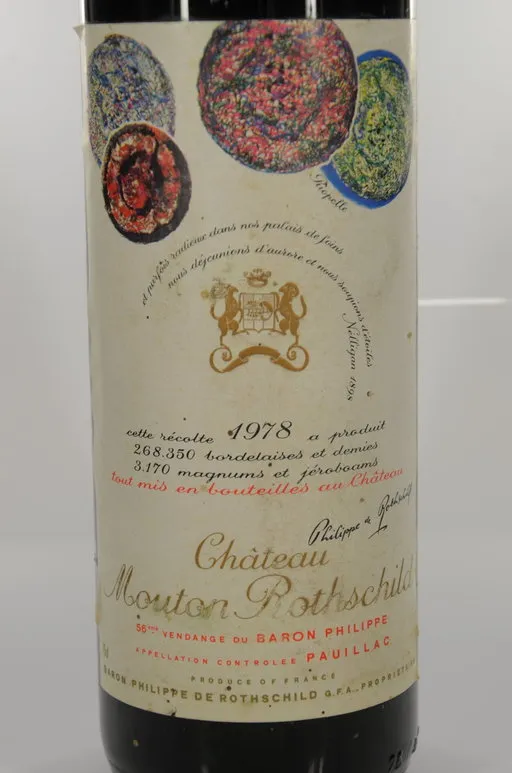 Riopelle
et parfois radieux dans nos palais de foins
nous déjeunions d'aurore et nous soupions d'étoiles
Nelligan 1898
cette récolte 1978 a produit
268.350 bordelaises et demies
3.170 magnums et jéroboams
tout mis en bouteilles au Château
Philippe de Rothschild
Château
Mouton Rothschild
56ème VENDANGE DU BARON PHILIPPE
APPELLATION CONTROLEE PAUILLAC
PRODUCE OF FRANCE
BARON PHILIPPE DE ROTHSCHILD G.F.A., PROPRIETAIRE